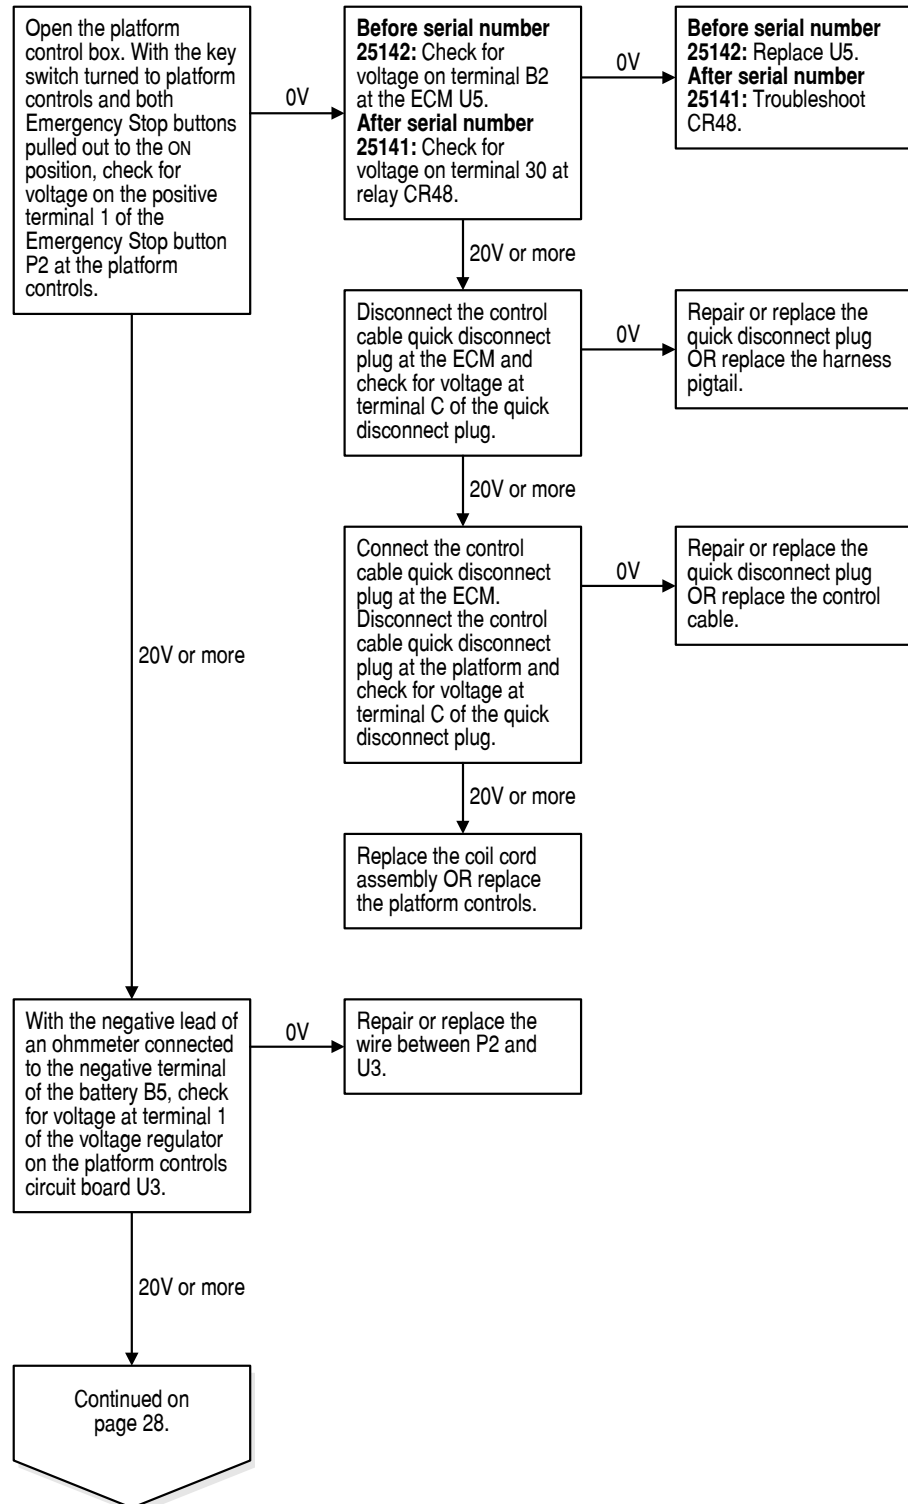 Open the platform
control box. With the key
switch turned to platform
controls and both
Emergency Stop buttons
pulled out to the ON
position, check for
voltage on the positive
terminal 1 of the
Emergency Stop button
P2 at the platform
controls.
0V
Before serial number
25142: Check for
voltage on terminal B2
at the ECM U5.
After serial number
25141: Check for
voltage on terminal 30 at
relay CR48.
0V
Before serial number
25142: Replace U5.
After serial number
25141: Troubleshoot
CR48.
20V or more
Disconnect the control
cable quick disconnect
plug at the ECM and
check for voltage at
terminal C of the quick
disconnect plug.
0V
Repair or replace the
quick disconnect plug
OR replace the harness
pigtail.
20V or more
Connect the control
cable quick disconnect
plug at the ECM.
Disconnect the control
cable quick disconnect
plug at the platform and
check for voltage at
terminal C of the quick
disconnect plug.
0V
Repair or replace the
quick disconnect plug
OR replace the control
cable.
20V or more
Replace the coil cord
assembly OR replace
the platform controls.
20V or more
With the negative lead of
an ohmmeter connected
to the negative terminal
of the battery B5, check
for voltage at terminal 1
of the voltage regulator
on the platform controls
circuit board U3.
0V
Repair or replace the
wire between P2 and
U3.
20V or more
Continued on
page 28.